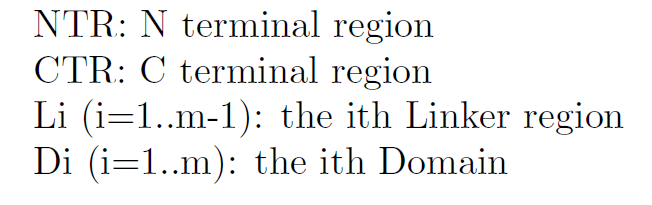 NTR: N terminal region
CTR: C terminal region
Li (i=1..m-1): the ith Linker region
Di (i=1..m): the ith Domain